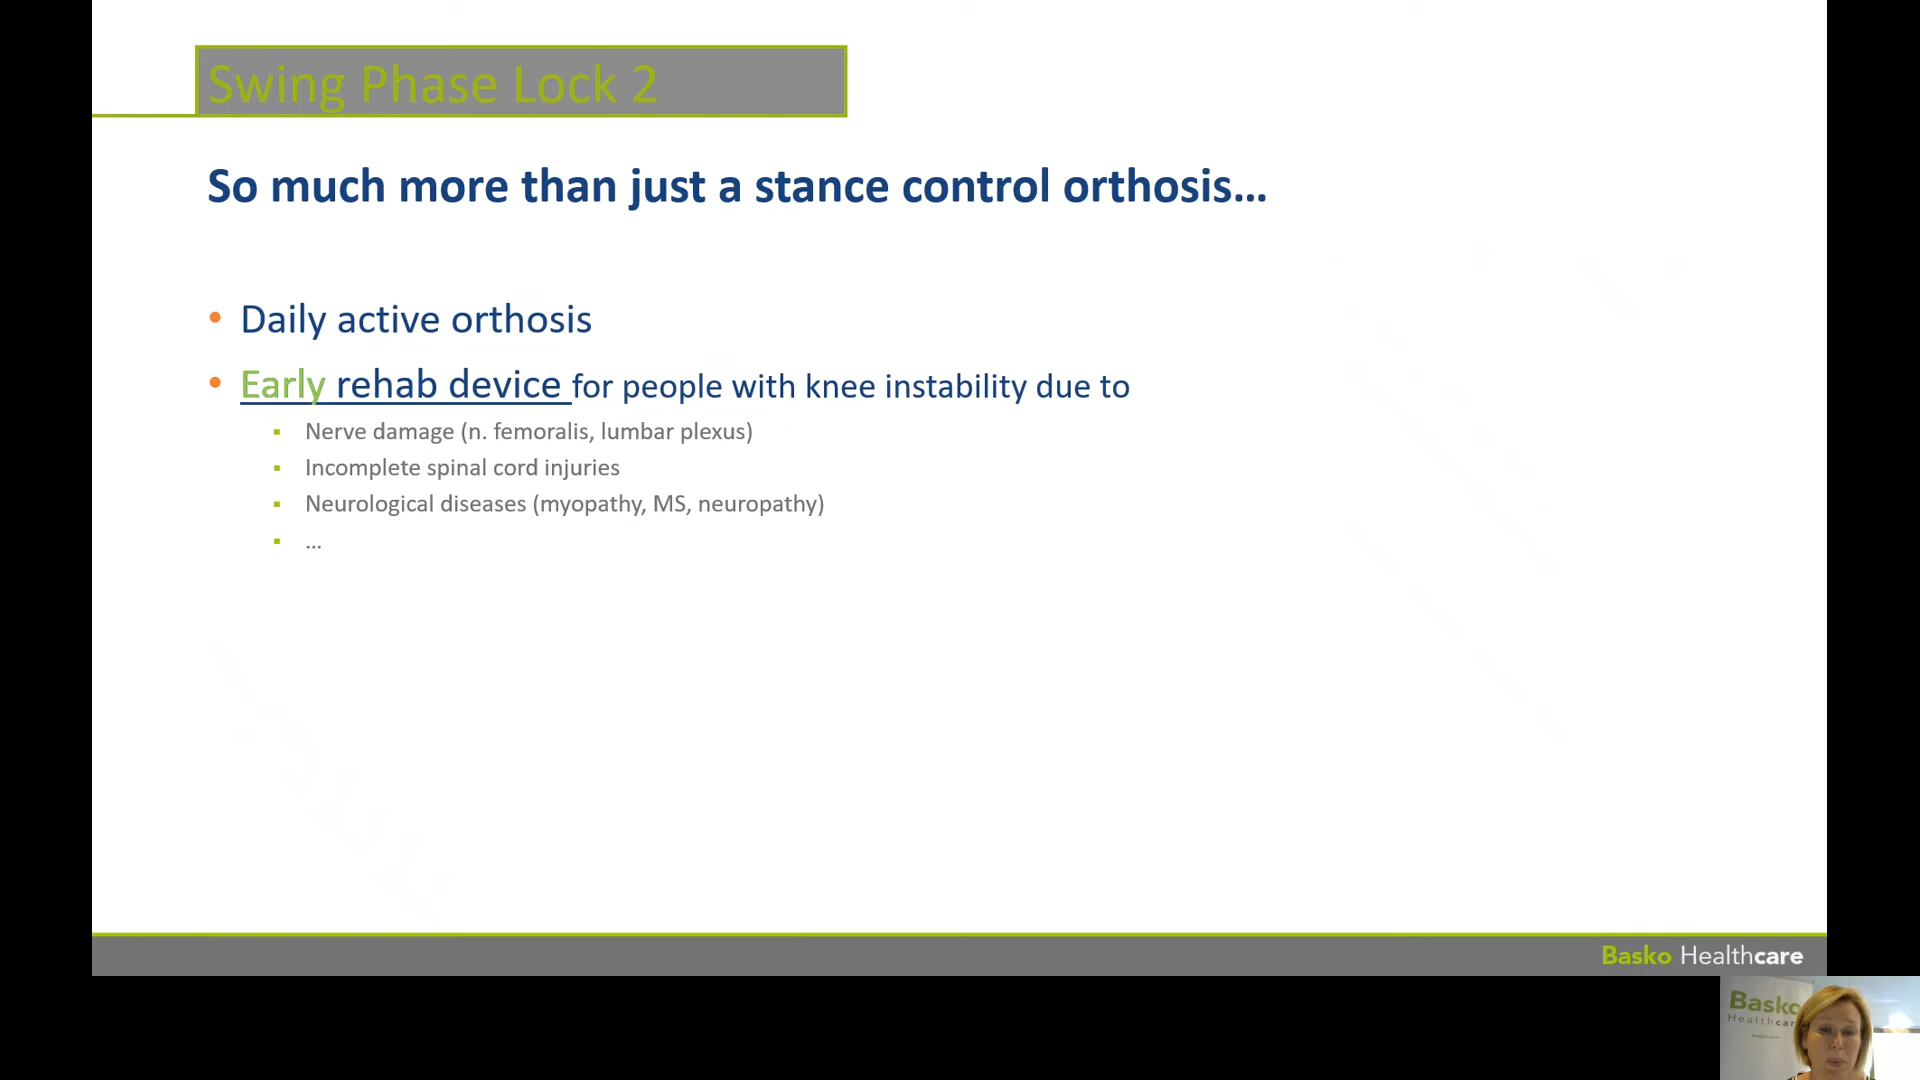 Swing Phase Lock 2
So much more than just a stance control orthosis...
• Daily active orthosis
• Early rehab device for people with knee instability due to
▪ Nerve damage (n. femoralis, lumbar plexus)
▪ Incomplete spinal cord injuries
▪ Neurological diseases (myopathy, MS, neuropathy)
▪ ...
Basko Healthcare
Basko
Healthcar